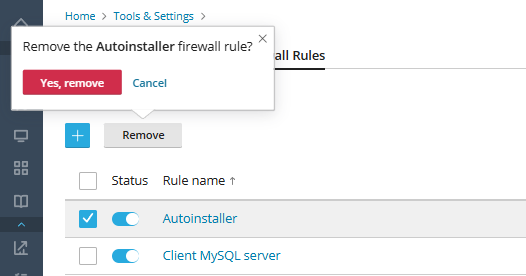 Home > Tools & Settings >
Remove the Autoinstaller firewall rule?
Yes, remove Cancel
all Rules
Remove
Status Rule name ↑
Autoinstaller
Client MySQL server